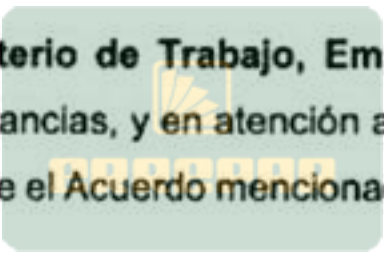 terio de Trabajo, Em
ancias, y en atención a
e el Acuerdo menciona